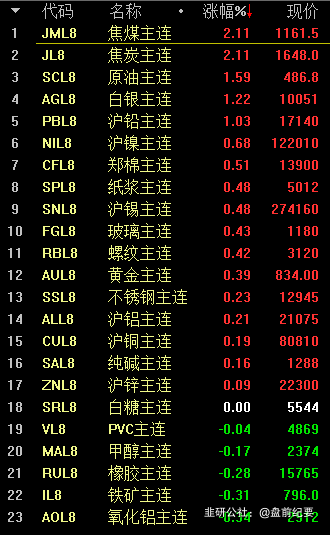 代码 名称 涨幅%↓ 现价
1 JML8 焦煤主连 2.11 1161.5
2 JL8 焦炭主连 2.11 1648.0
3 SCL8 原油主连 1.59 486.8
4 AGL8 白银主连 1.22 10051
5 PBL8 沪铅主连 1.03 17140
6 NIL8 沪镍主连 0.68 122010
7 CFL8 郑棉主连 0.51 13900
8 SPL8 纸浆主连 0.48 5012
9 SNL8 沪锡主连 0.48 274160
10 FGL8 玻璃主连 0.43 1180
11 RBL8 螺纹主连 0.42 3120
12 AUL8 黄金主连 0.39 834.00
13 SSL8 不锈钢主连 0.23 12945
14 ALL8 沪铝主连 0.21 21075
15 CUL8 沪铜主连 0.19 80810
16 SAL8 纯碱主连 0.16 1288
17 ZNL8 沪锌主连 0.09 22300
18 SRL8 白糖主连 0.00 5544
19 VL8 PVC主连 -0.04 4869
20 MAL8 甲醇主连 -0.17 2374
21 RUL8 橡胶主连 -0.28 15765
22 IL8 铁矿主连 -0.31 796.0
23 AOL8 氧化铝主连 -0.34
韭研公社：@盘前纪要